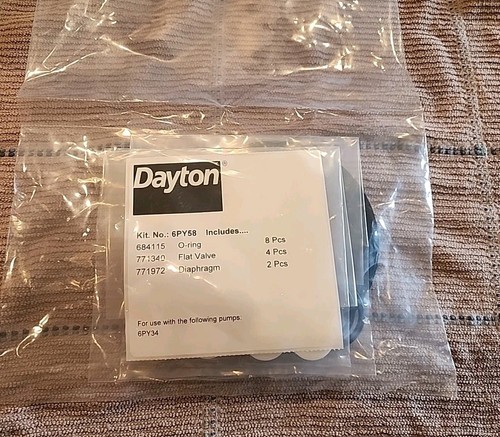 Dayton®
Kit. No.: 6PY58 Includes....
684115 O-ring 8 Pcs
771340 Flat Valve 4 Pcs
771972 Diaphragm 2 Pcs
For use with the following pumps:
6PY34